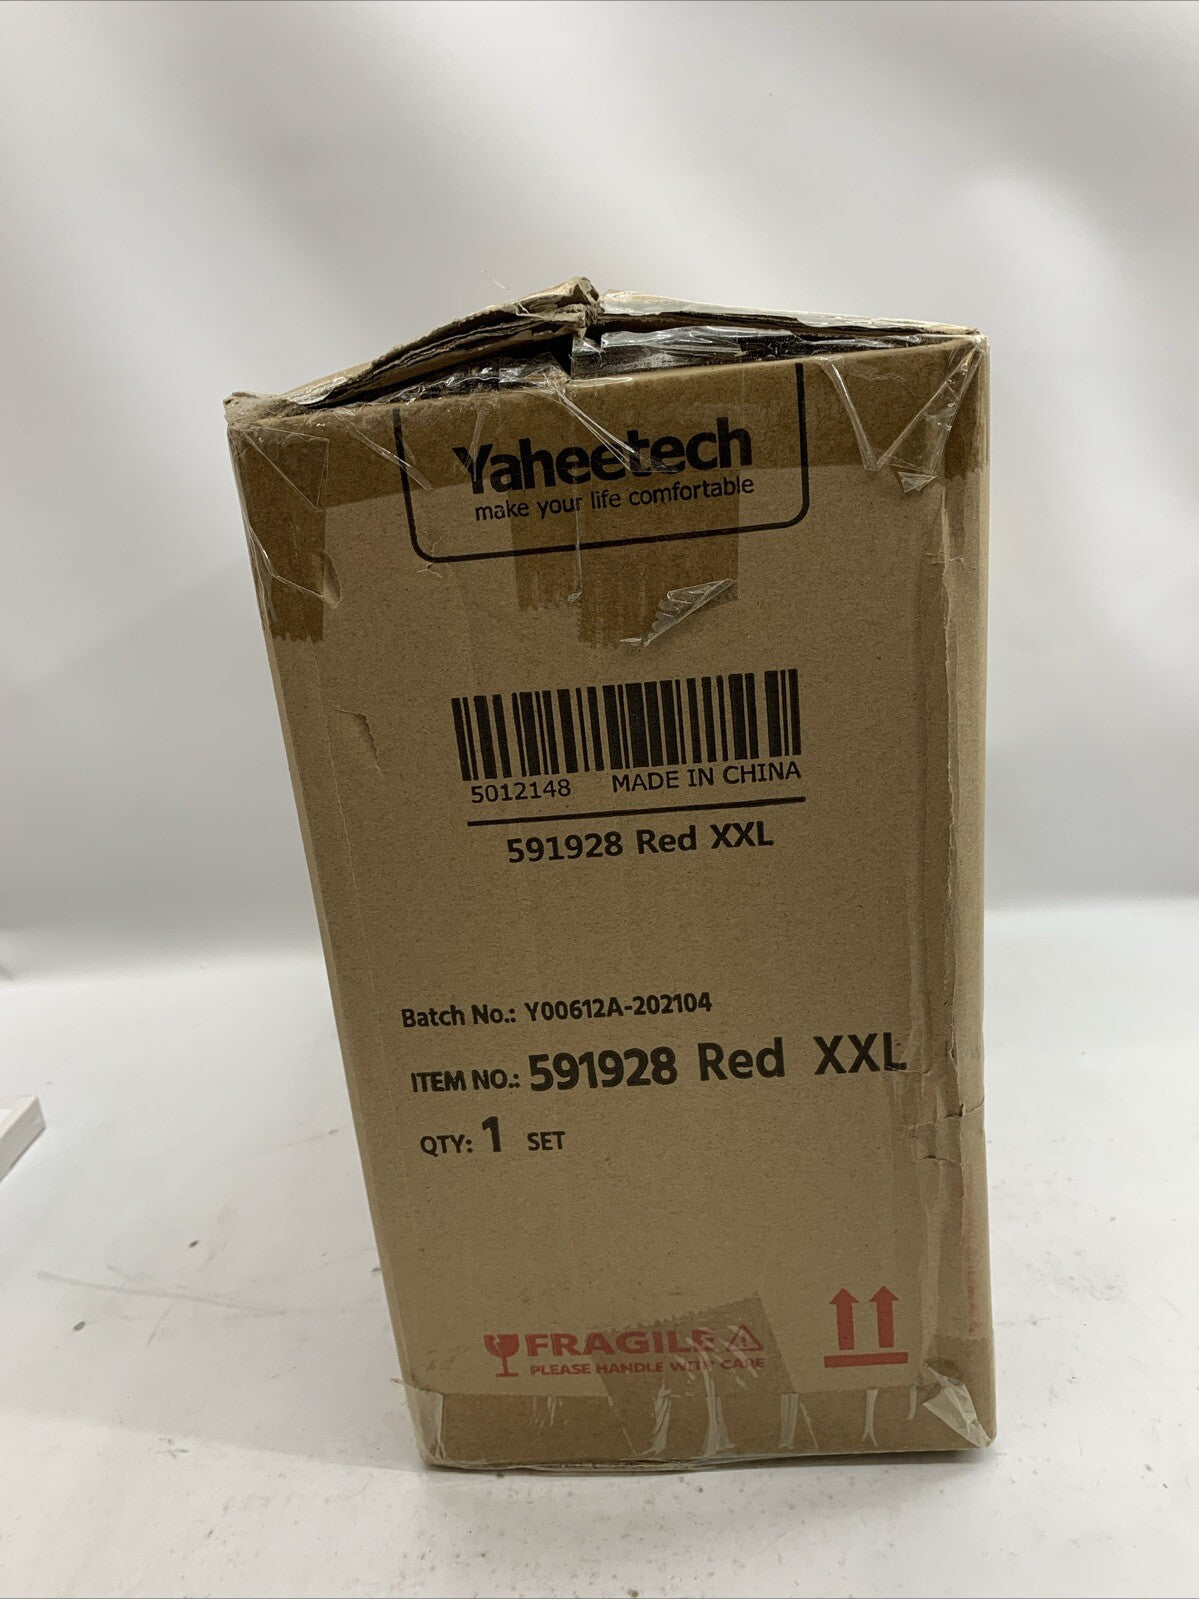 Yaheetech
make your life comfortable
5012148 MADE IN CHINA
591928 Red XXL
Batch No.: Y00612A-202104
ITEM NO.: 591928 Red XXL
QTY: 1 SET
FRAGILE
PLEASE HANDLE WITH CARE